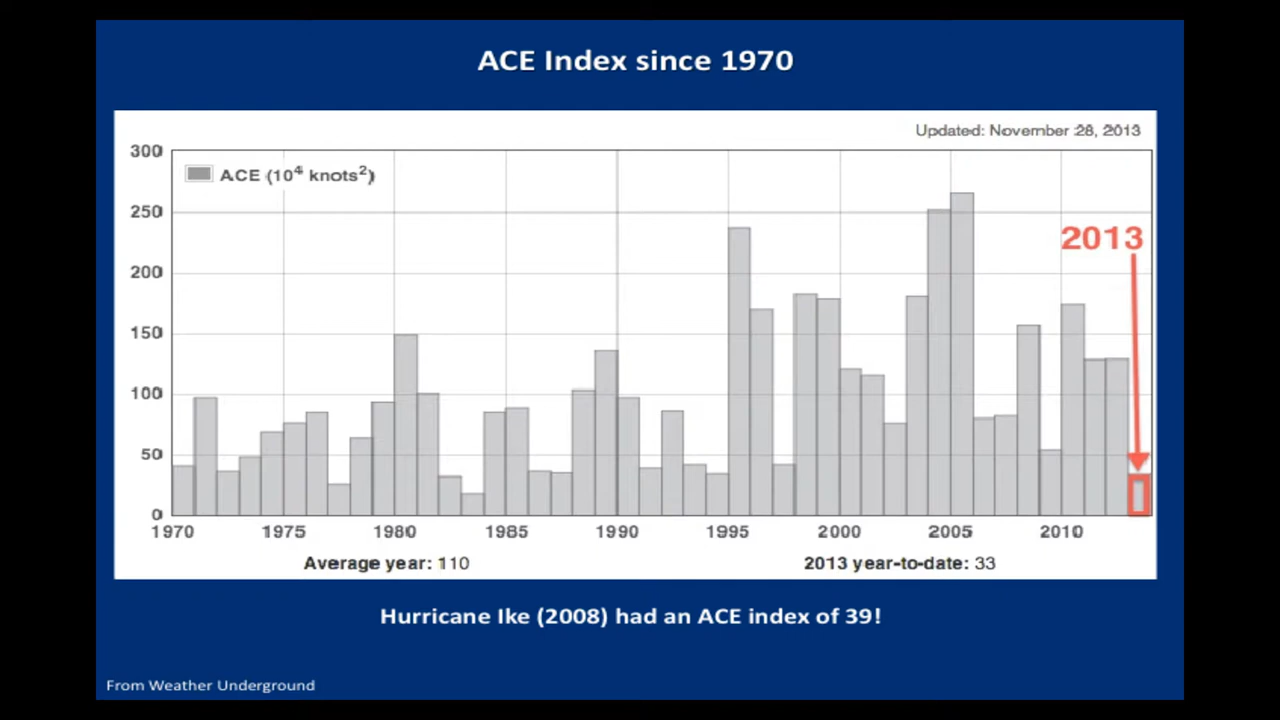 ACE Index since 1970
Updated: November 28, 2013
300
ACE (10⁴ knots²)
250
2013
200
150
100
50
0
1970 1975 1980 1985 1990 1995 2000 2005 2010
Average year: 110 2013 year-to-date: 33
Hurricane Ike (2008) had an ACE index of 39!
From Weather Underground